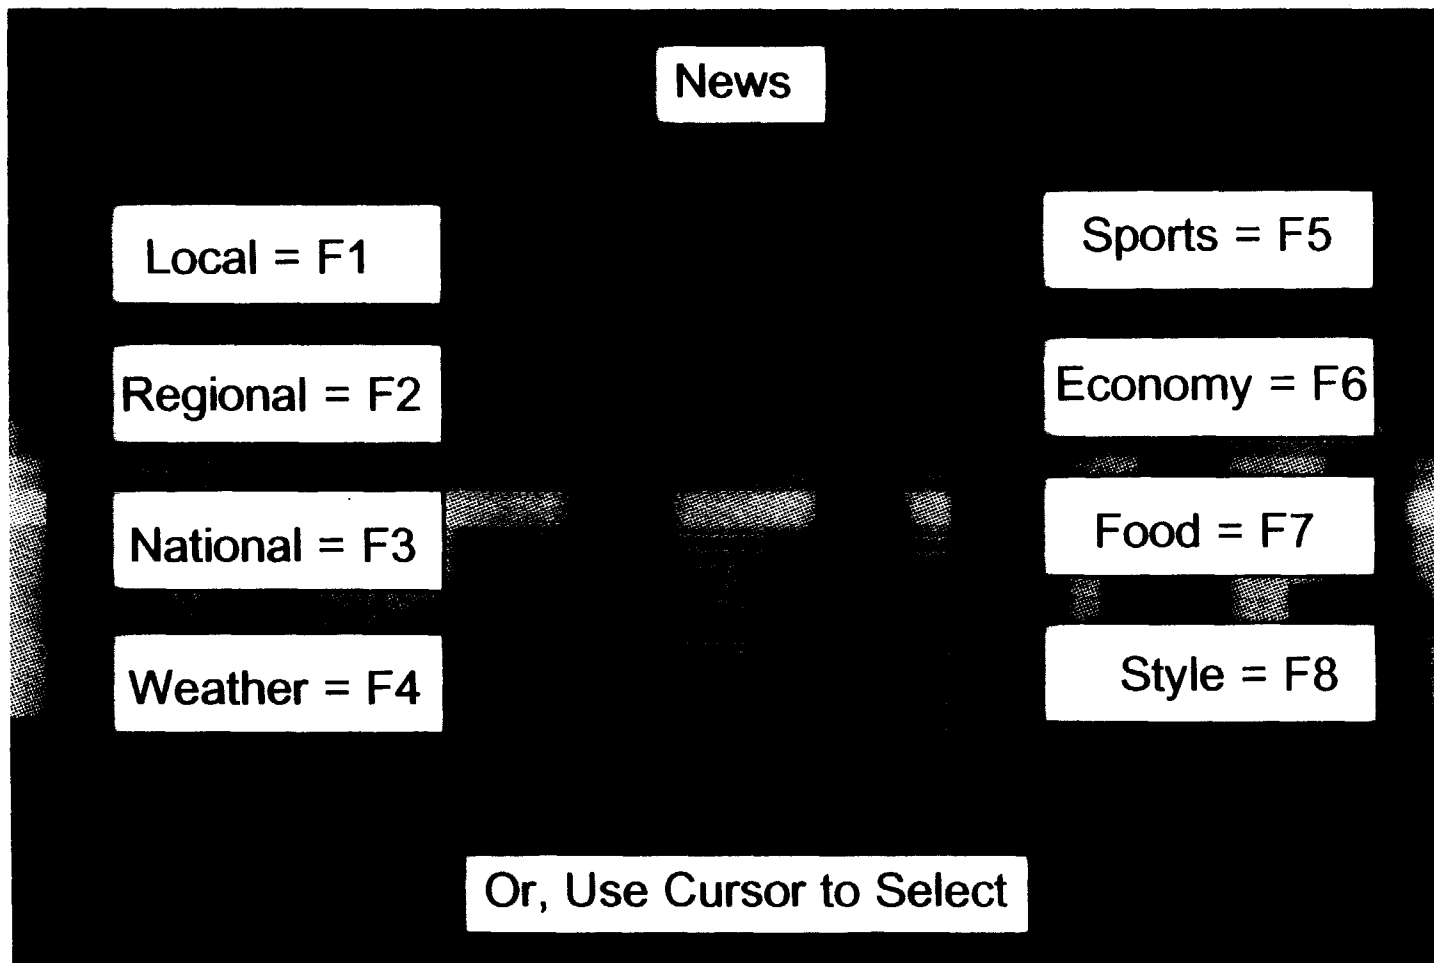 News
Local = F1
Regional = F2
National = F3
Weather = F4
Sports = F5
Economy = F6
Food = F7
Style = F8
Or, Use Cursor to Select